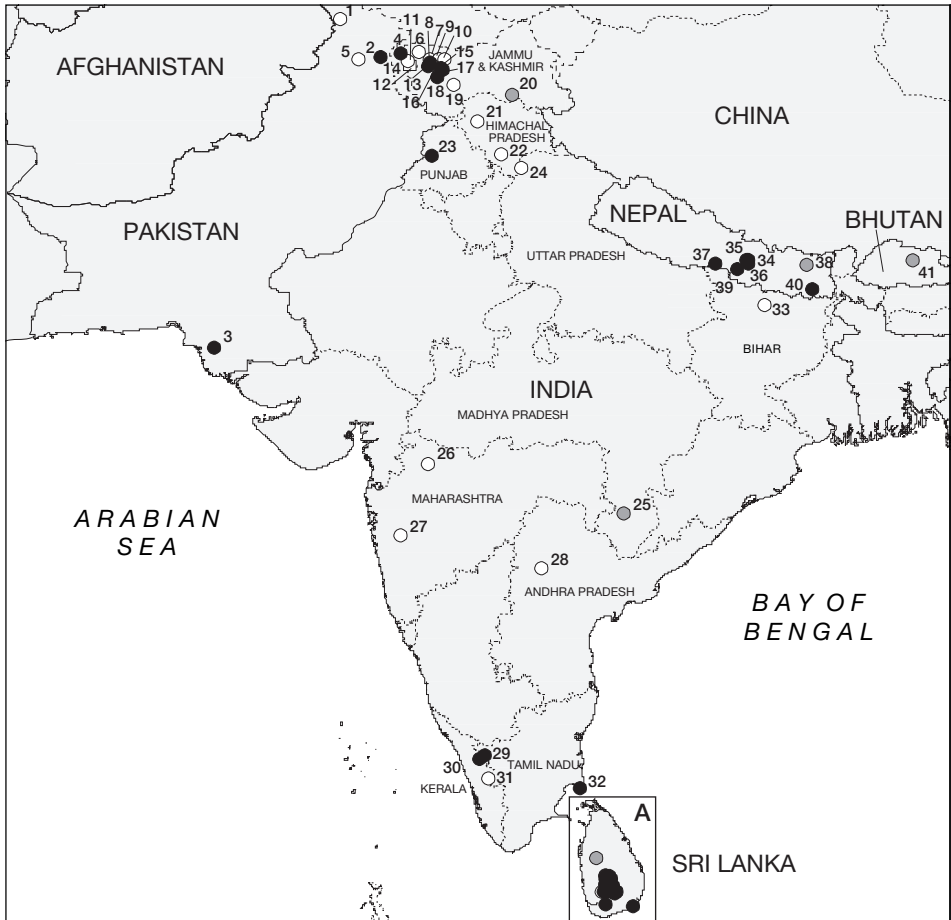 1
11
8
9
4
16
7
10
5
2
15
JAMMU
& KASHMIR
AFGHANISTAN
14
12
13
17
16
18
19
20
CHINA
21
HIMACHAL
PRADESH
22
23
24
PUNJAB
NEPAL
BHUTAN
PAKISTAN
UTTAR PRADESH
35
34
37
36
38
41
39
40
33
3
BIHAR
INDIA
MADHYA PRADESH
26
MAHARASHTRA
25
ARABIAN
SEA
27
28
ANDHRA PRADESH
BAY OF
BENGAL
29
30
TAMIL NADU
31
KERALA
32
A
SRI LANKA